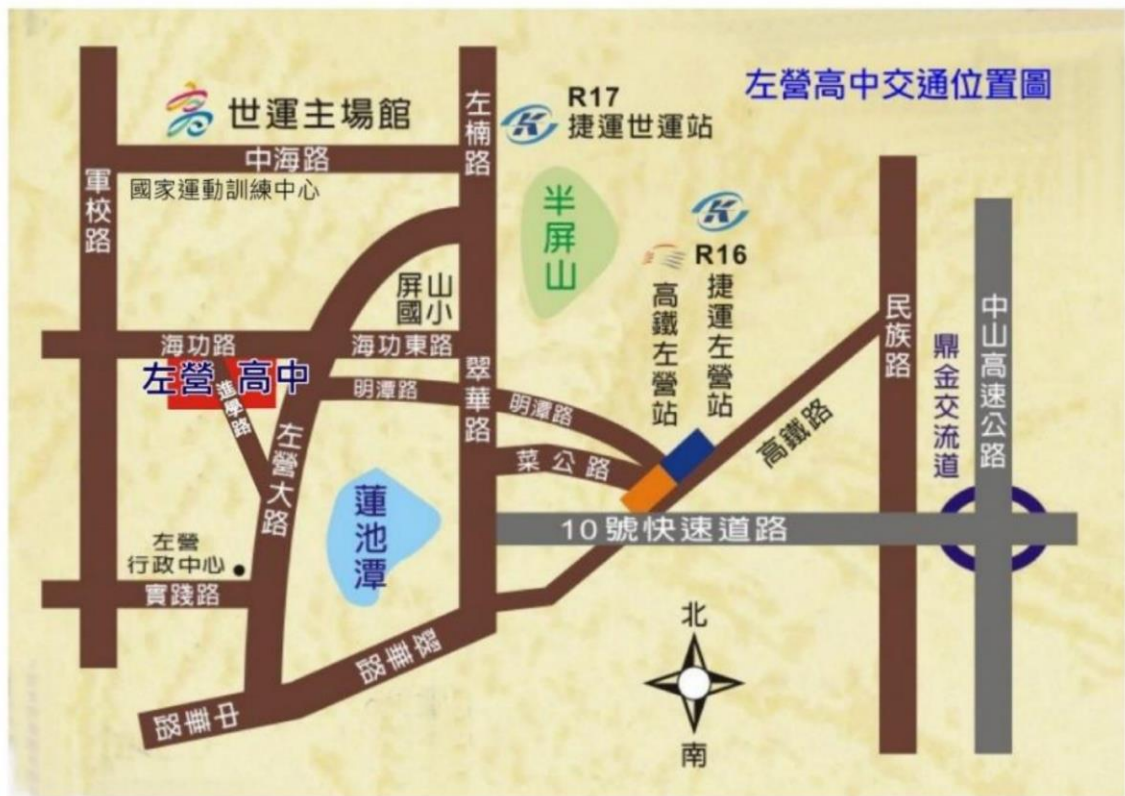 左營高中交通位置圖
世運主場館
中海路
國家運動訓練中心
軍校路
左楠路
R17
捷運世運站
半屏山
R16
捷運左營站
高鐵左營站
屏山
國小
海功路
海功東路
左營高中
進學路
明潭路
明潭路
翠華路
菜公路
左營大路
蓮池潭
高鐵路
民族路
鼎金交流道
中山高速公路
10號快速道路
左營
行政中心
實踐路
翠華路
中華路
北
南